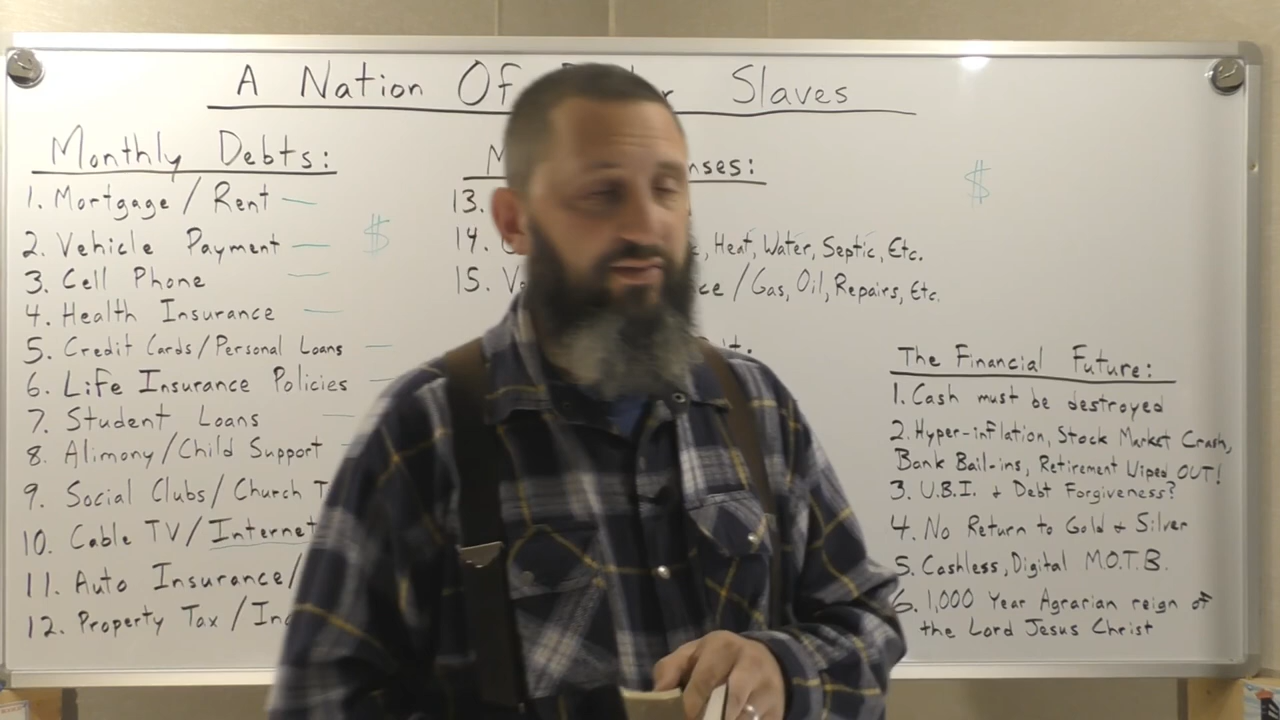 A Nation Of Slaves
Monthly Debts:
1. Mortgage / Rent —
2. Vehicle Payment —
$
3. Cell Phone —
4. Health Insurance —
5. Credit Cards/Personal Loans —
6. Life Insurance Policies —
7. Student Loans —
8. Alimony/Child Support
9. Social Clubs/Church
10. Cable TV/Internet
11. Auto Insurance/
12. Property Tax /
13.
14. Heat, Water, Septic, Etc.
15. /Gas, Oil, Repairs, Etc.
$
The Financial Future:
1. Cash must be destroyed
2. Hyper-inflation, Stock Market Crash,
Bank Bail-ins, Retirement Wiped OUT!
3. U.B.I. + Debt Forgiveness?
4. No Return to Gold + Silver
5. Cashless, Digital M.O.T.B.
6. 1,000 Year Agrarian reign of
the Lord Jesus Christ